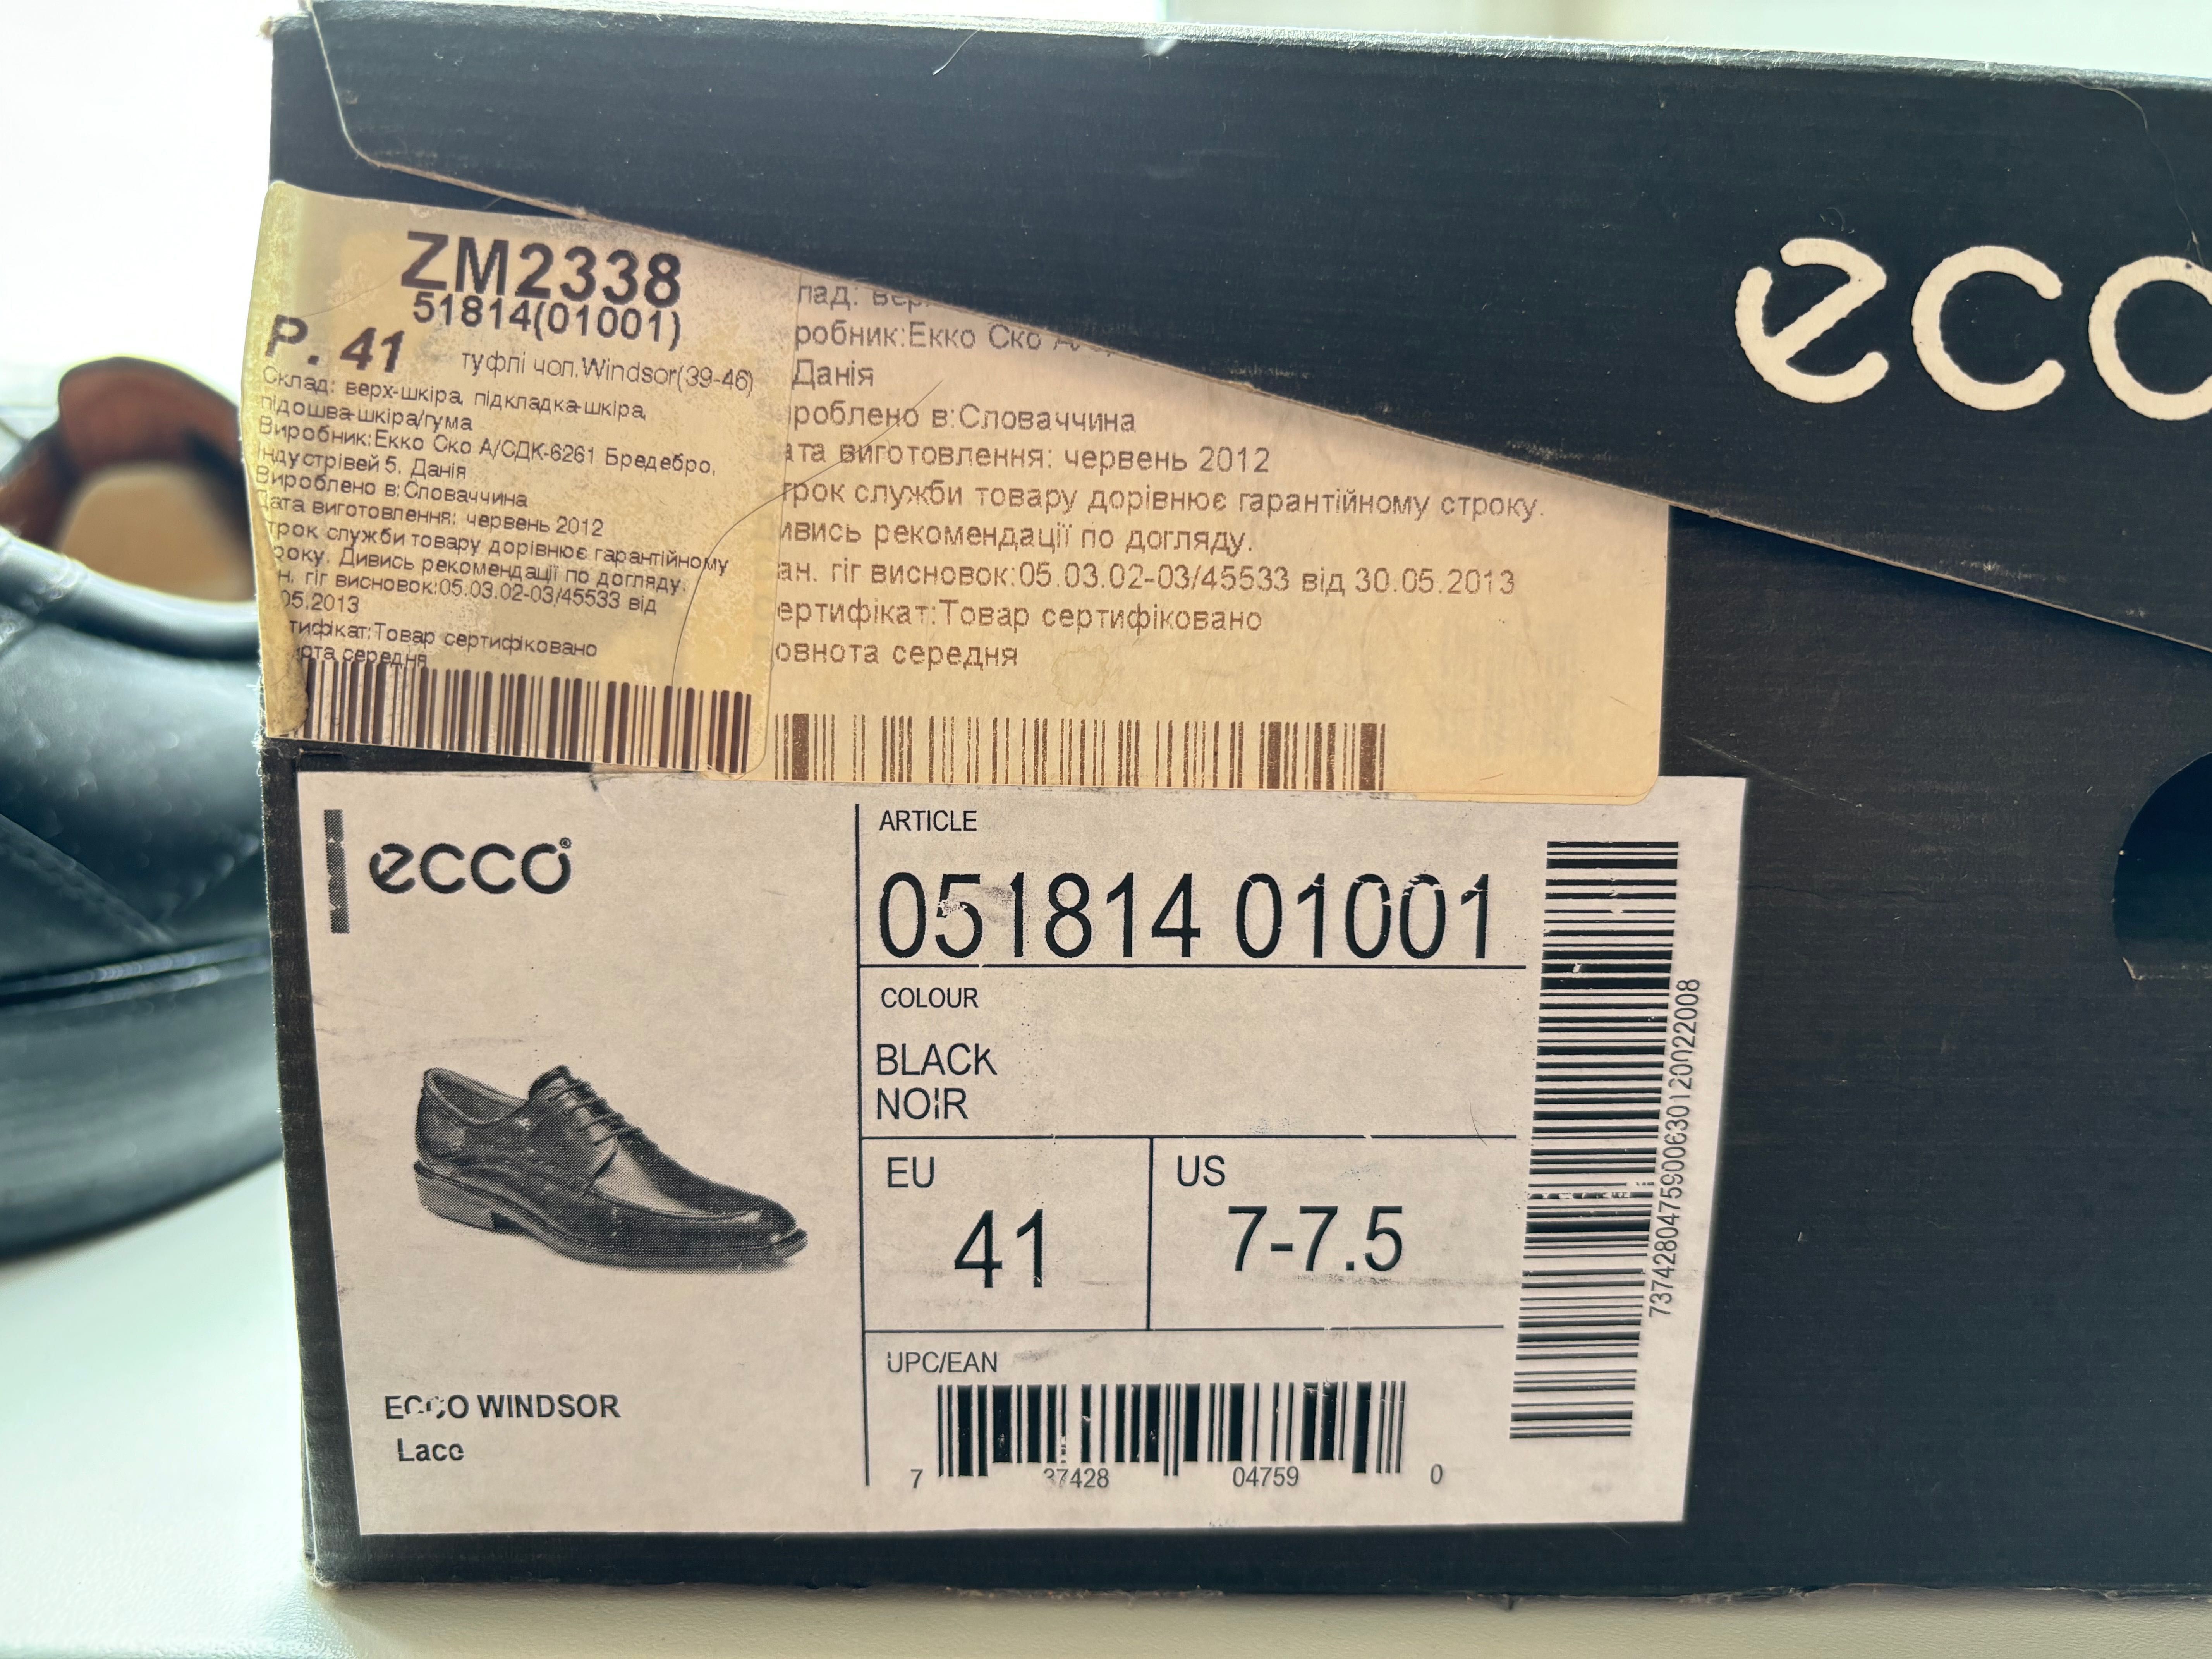 ecco
ZM2338
51814(01001)
Р. 41
туфлі чол.Windsor(39-46)
Склад: верх-шкіра, підкладка-шкіра,
підошва-шкіра/гума
Виробник:Екко Ско А/СДК-6261 Бредебро,
Індустрівей 5, Данія
Вироблено в:Словаччина
Дата виготовлення: червень 2012
трок служби товару дорівнює гарантійному
року. Дивись рекомендації по догляду.
н. гіг висновок:05.03.02-03/45533 від
05.2013
тифікат:Товар сертифіковано
ота середня
лад:
робник:Екко Ско
Данія
роблено в:Словаччина
ата виготовлення: червень 2012
трок служби товару дорівнює гарантійному строку.
ивись рекомендації по догляду.
ан. гіг висновок:05.03.02-03/45533 від 30.05.2013
ертифікат:Товар сертифіковано
овнота середня
ecco®
ARTICLE
051814 01001
COLOUR
BLACK
NOIR
EU
41
US
7-7.5
UPC/EAN
7 37428 04759 0
ECCO WINDSOR
Lace
7374280475900630120022008